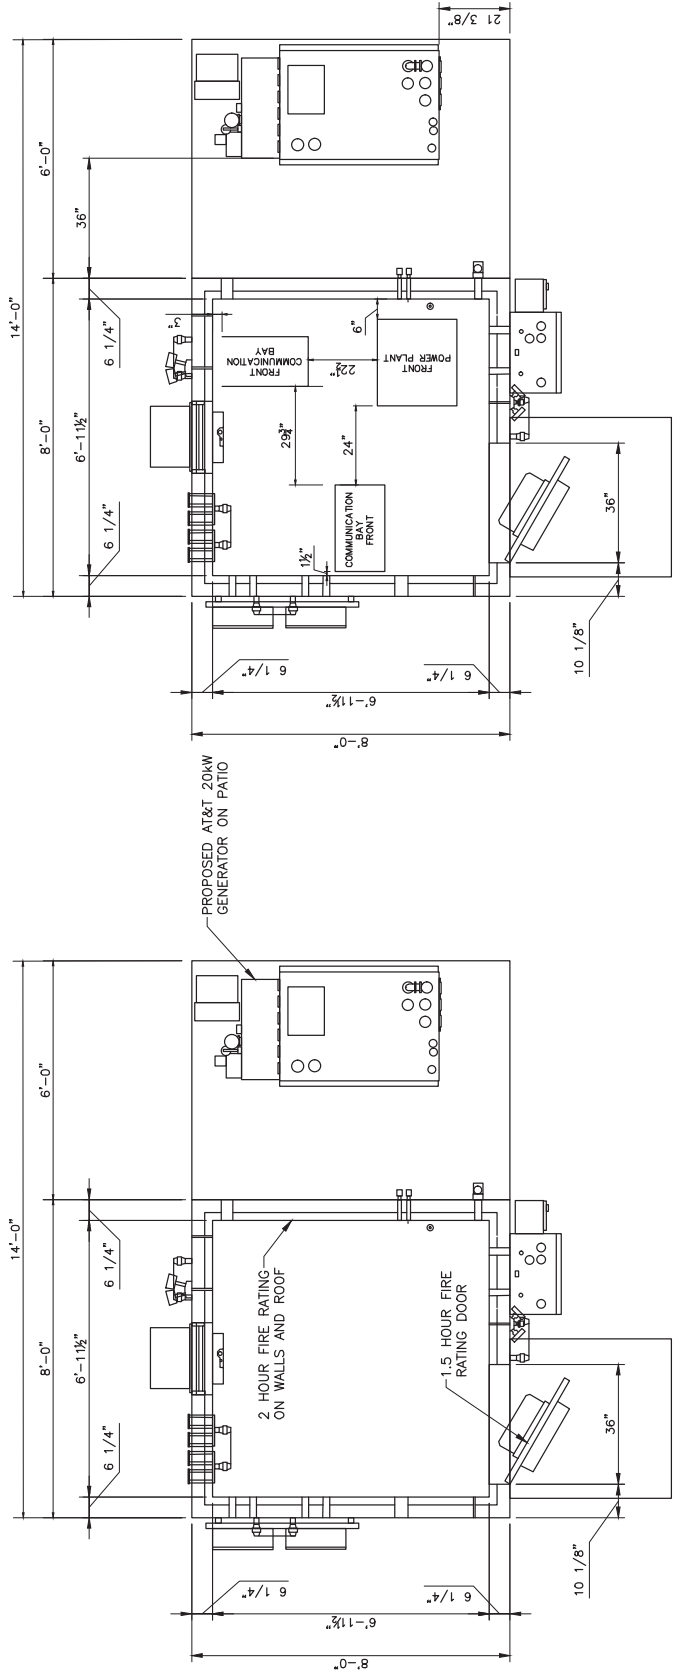 21 3/8"
14'-0"
6'-0"
36"
8'-0"
6 1/4"
6'-11½"
6 1/4"
3"
6"
FRONT
COMMUNICATION
BAY
FRONT
POWER PLANT
22½"
29¾"
24"
COMMUNICATION
BAY
FRONT
1½"
36"
10 1/8"
6 1/4"
6'-11½"
6 1/4"
8'-0"
PROPOSED AT&T 20kW
GENERATOR ON PATIO
14'-0"
6'-0"
8'-0"
6 1/4"
6'-11½"
6 1/4"
2 HOUR FIRE RATING
ON WALLS AND ROOF
1.5 HOUR FIRE
RATING DOOR
36"
10 1/8"
6 1/4"
6'-11½"
6 1/4"
8'-0"